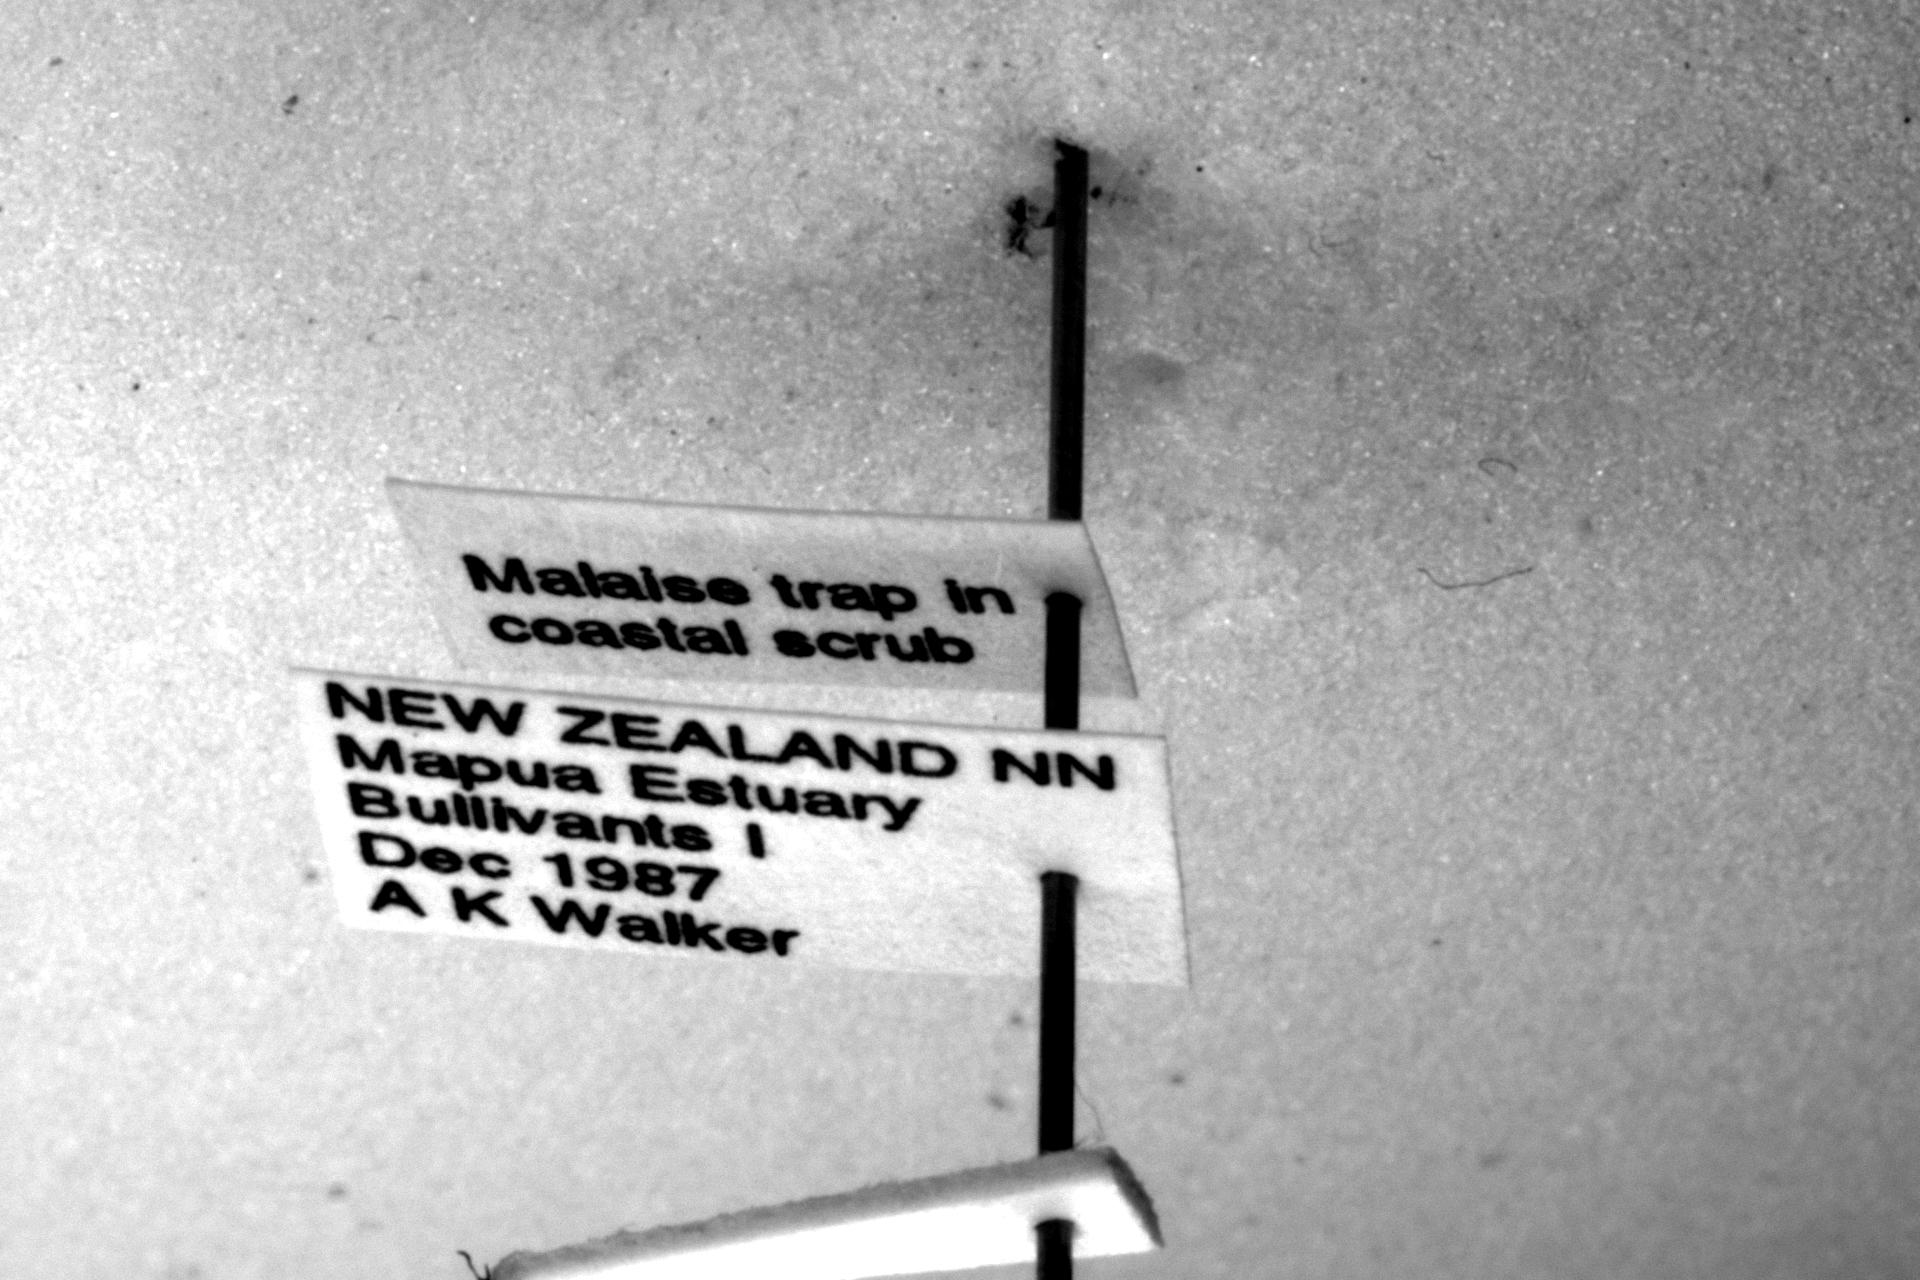 Malaise trap in
coastal scrub
NEW ZEALAND NN
Mapua Estuary
Bullivants I
Dec 1987
A K Walker